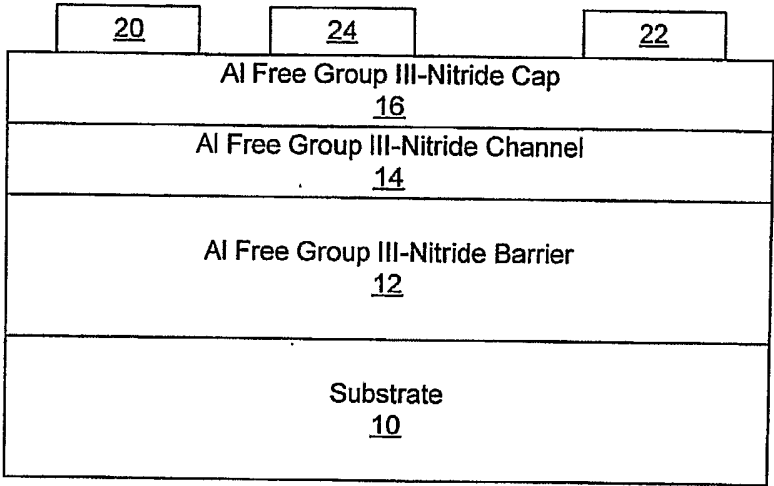 20 24 22
Al Free Group III-Nitride Cap
16
Al Free Group III-Nitride Channel
14
Al Free Group III-Nitride Barrier
12
Substrate
10